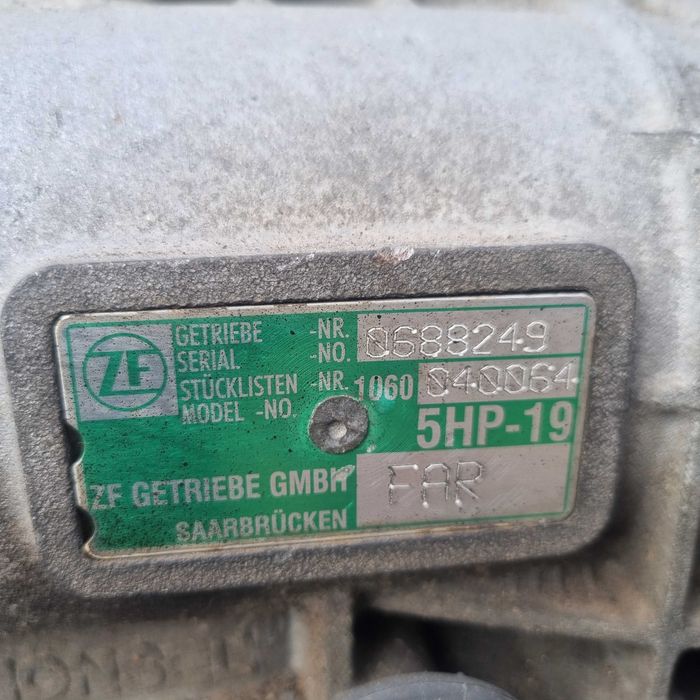 ZF
GETRIEBE -NR. 0688249
SERIAL -NO.
STÜCKLISTEN -NR. 1060 040064
MODEL -NO.
5HP-19
ZF GETRIEBE GMBH FAR
SAARBRÜCKEN